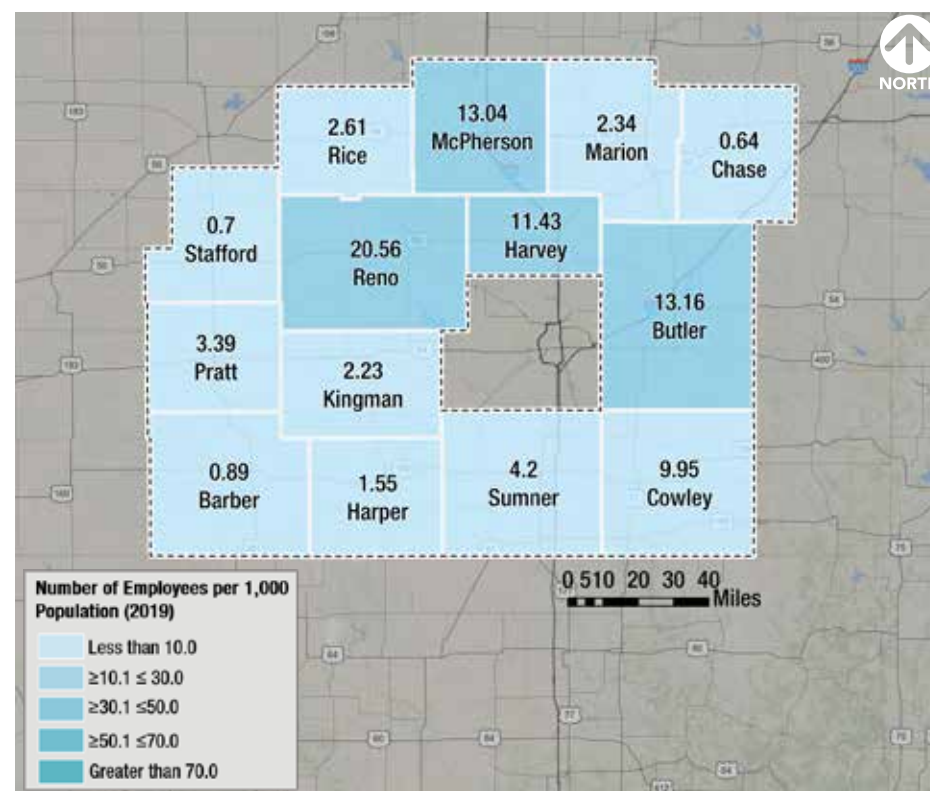 NORTH
2.61
Rice
13.04
McPherson
2.34
Marion
0.64
Chase
0.7
Stafford
20.56
Reno
11.43
Harvey
13.16
Butler
3.39
Pratt
2.23
Kingman
0.89
Barber
1.55
Harper
4.2
Sumner
9.95
Cowley
0 5 10 20 30 40
Miles
Number of Employees per 1,000
Population (2019)
Less than 10.0
≥10.1 ≤ 30.0
≥30.1 ≤50.0
≥50.1 ≤70.0
Greater than 70.0